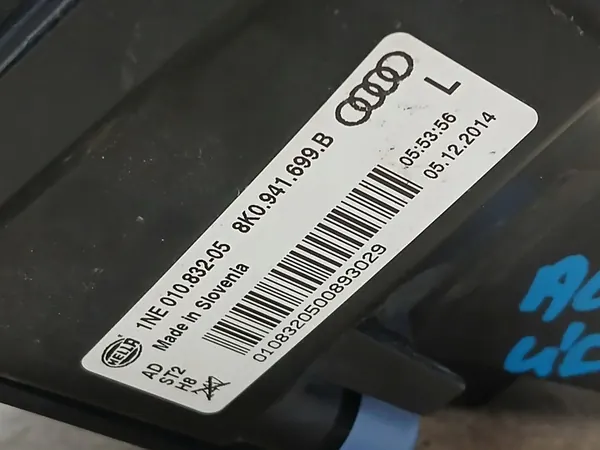 L
1NE 010.832-05 8K0.941.699.B
Made in Slovenia
05:53:56
05.12.2014
0108320500893029
HELLA
AD
ST2
H8